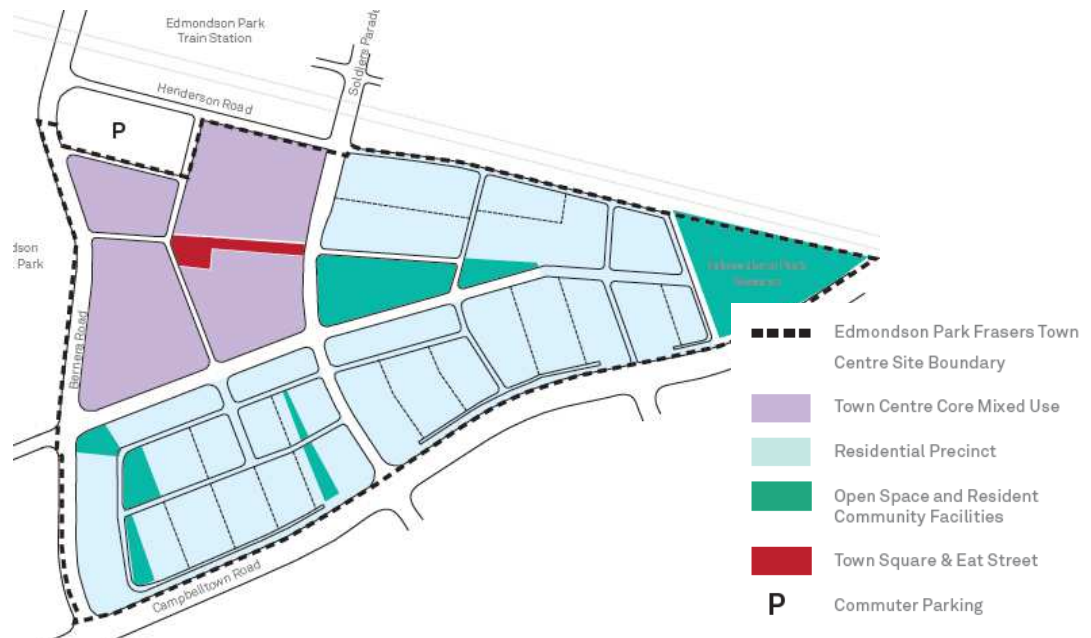 Edmondson Park
Train Station
Soldiers Parade
Henderson Road
P
dson
Park
Bernera Road
Campbelltown Road
Edmondson Park Frasers Town
Centre Site Boundary
Town Centre Core Mixed Use
Residential Precinct
Open Space and Resident
Community Facilities
Town Square & Eat Street
P
Commuter Parking